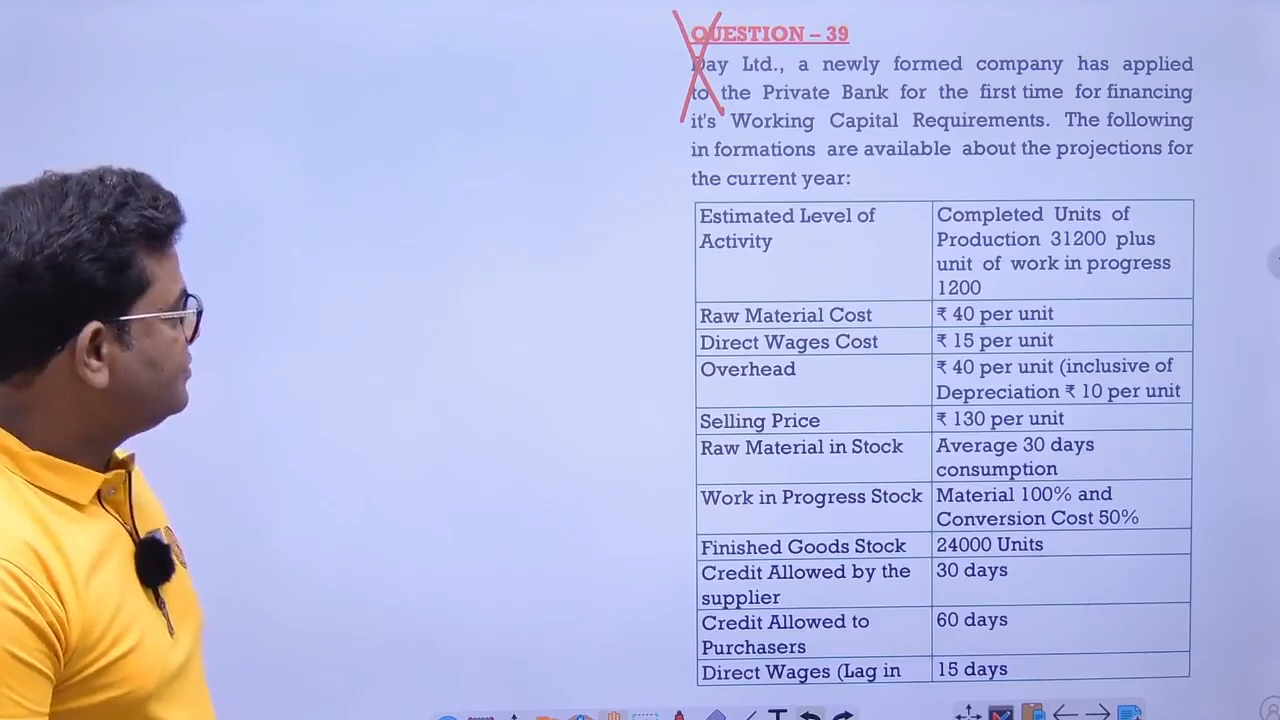 QUESTION – 39
Day Ltd., a newly formed company has applied
to the Private Bank for the first time for financing
it's Working Capital Requirements. The following
in formations are available about the projections for
the current year:
Estimated Level of Activity
Completed Units of Production 31200 plus unit of work in progress 1200
Raw Material Cost
₹ 40 per unit
Direct Wages Cost
₹ 15 per unit
Overhead
₹ 40 per unit (inclusive of Depreciation ₹ 10 per unit
Selling Price
₹ 130 per unit
Raw Material in Stock
Average 30 days consumption
Work in Progress Stock
Material 100% and Conversion Cost 50%
Finished Goods Stock
24000 Units
Credit Allowed by the supplier
30 days
Credit Allowed to Purchasers
60 days
Direct Wages (Lag in
15 days